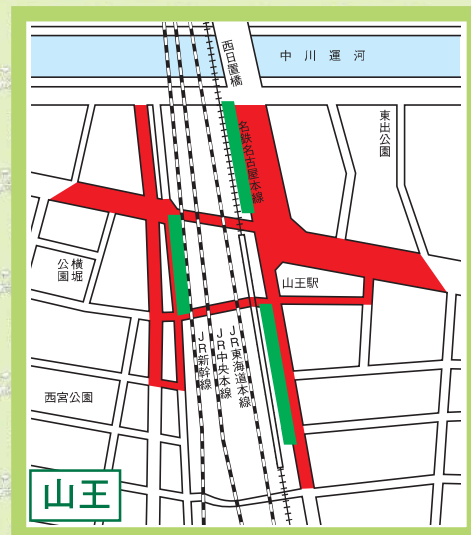 西日置橋
中川運河
東出公園
名鉄名古屋本線
横堀
公園
山王駅
JR新幹線
JR中央本線
JR東海道本線
西宮公園
山王